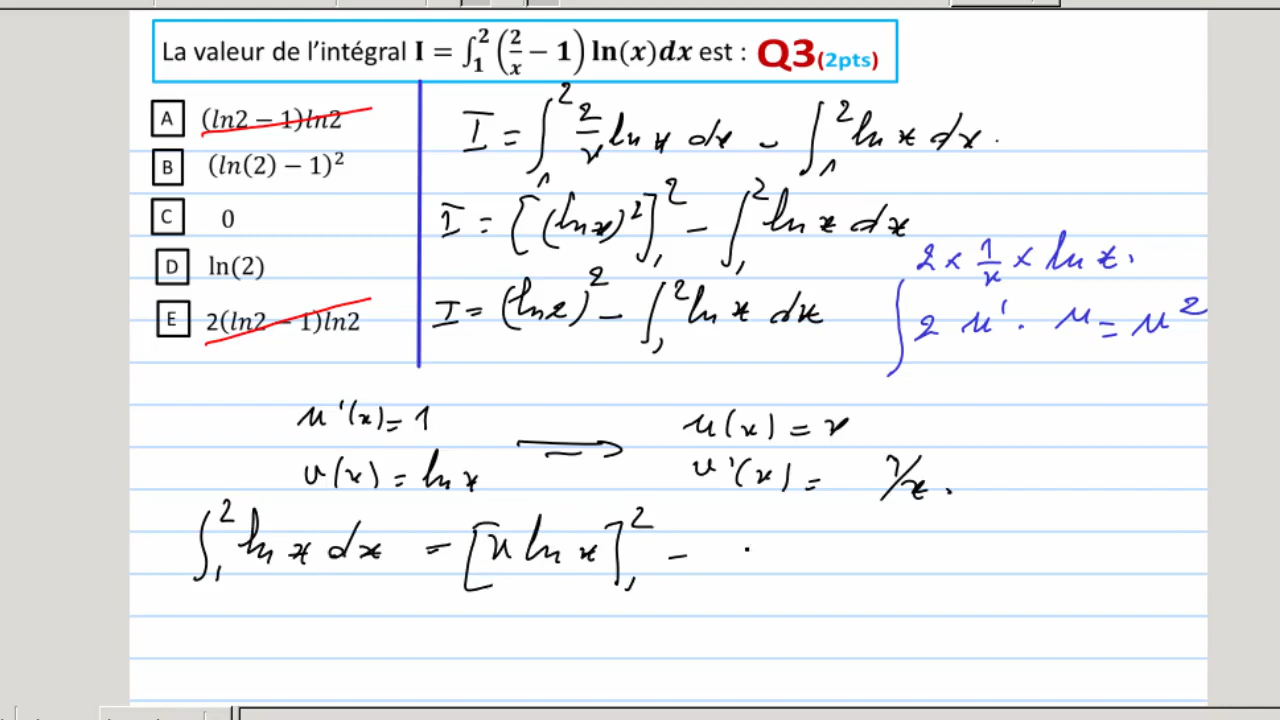 La valeur de l'intégral I = ∫₁² (2/x − 1) ln(x)dx est : Q3(2pts)
A (ln2 − 1)ln2
B (ln(2) − 1)²
C 0
D ln(2)
E 2(ln2 − 1)ln2
I = ∫₁² 2/x ln x dx - ∫₁² ln x dx.
I = [(ln x)²]₁² - ∫₁² ln x dx
I = (ln 2)² - ∫₁² ln x dx
2 × 1/x × ln x.
∫ 2 u' . u = u²
u'(x) = 1 → u(x) = x
v(x) = ln x v'(x) = 1/x.
∫₁² ln x dx = [x ln x]₁² -